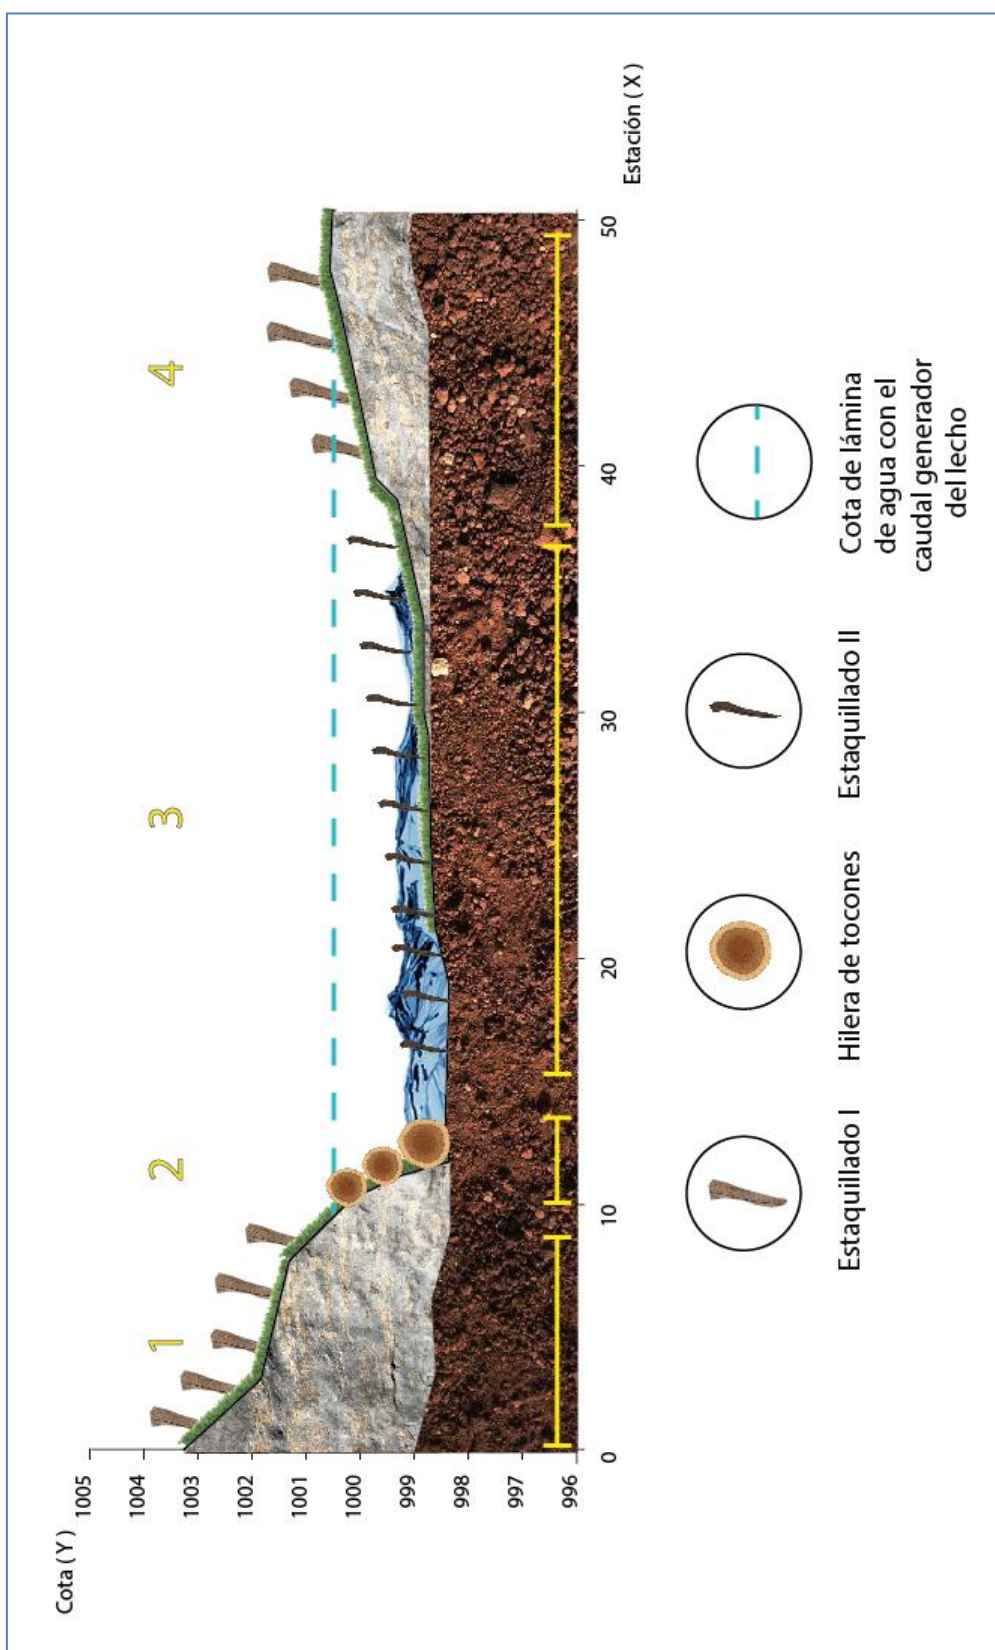 Cota ( Y )
1005
1004
1003
1002
1001
1000
999
998
997
996
1
2
3
4
0
10
20
30
40
50
Estación ( X )
Estaquillado I
Hilera de tocones
Estaquillado II
Cota de lámina
de agua con el
caudal generador
del lecho